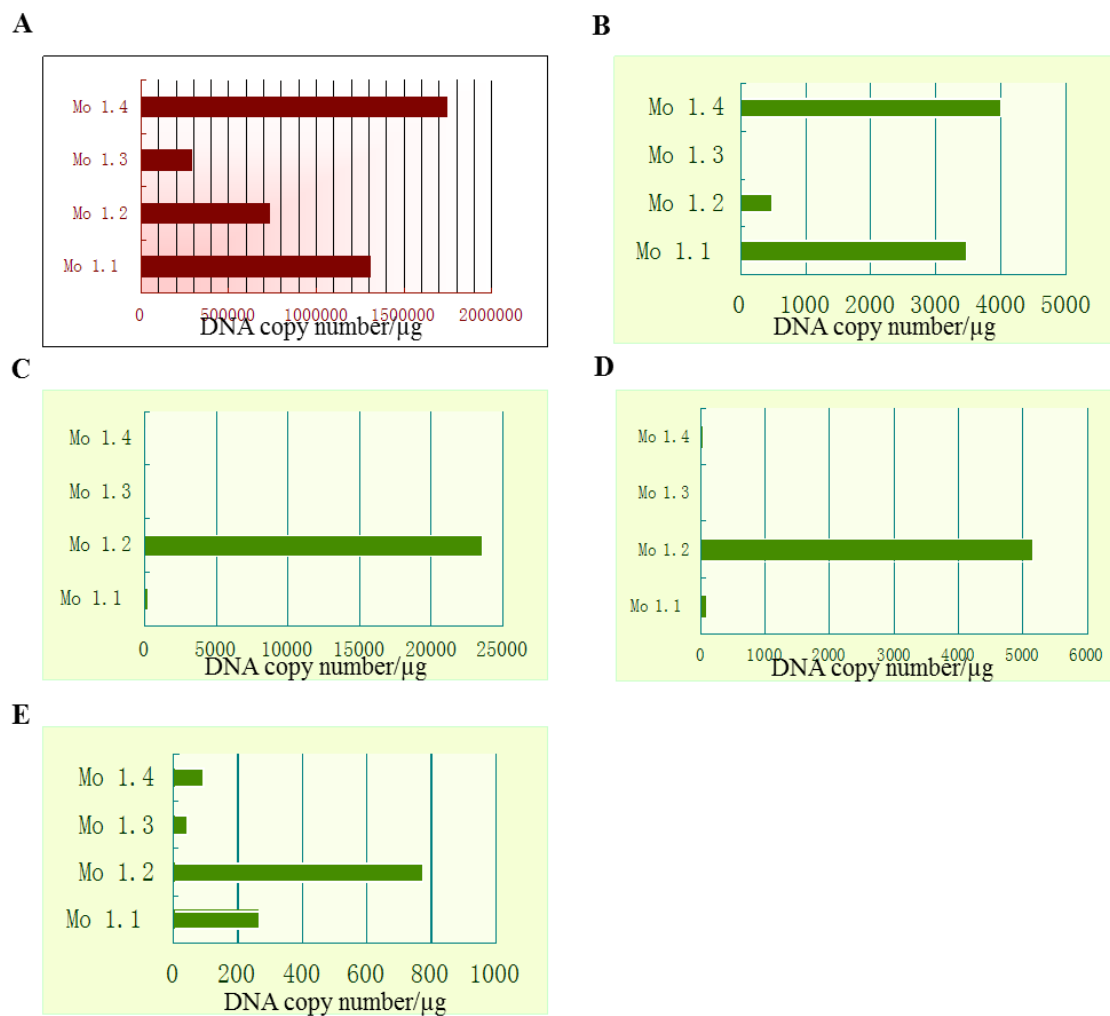 A
Mo 1.4
Mo 1.3
Mo 1.2
Mo 1.1
0 500000 1000000 1500000 2000000
DNA copy number/µg
B
Mo 1.4
Mo 1.3
Mo 1.2
Mo 1.1
0 1000 2000 3000 4000 5000
DNA copy number/µg
C
Mo 1.4
Mo 1.3
Mo 1.2
Mo 1.1
0 5000 10000 15000 20000 25000
DNA copy number/µg
D
Mo 1.4
Mo 1.3
Mo 1.2
Mo 1.1
0 1000 2000 3000 4000 5000 6000
DNA copy number/µg
E
Mo 1.4
Mo 1.3
Mo 1.2
Mo 1.1
0 200 400 600 800 1000
DNA copy number/µg